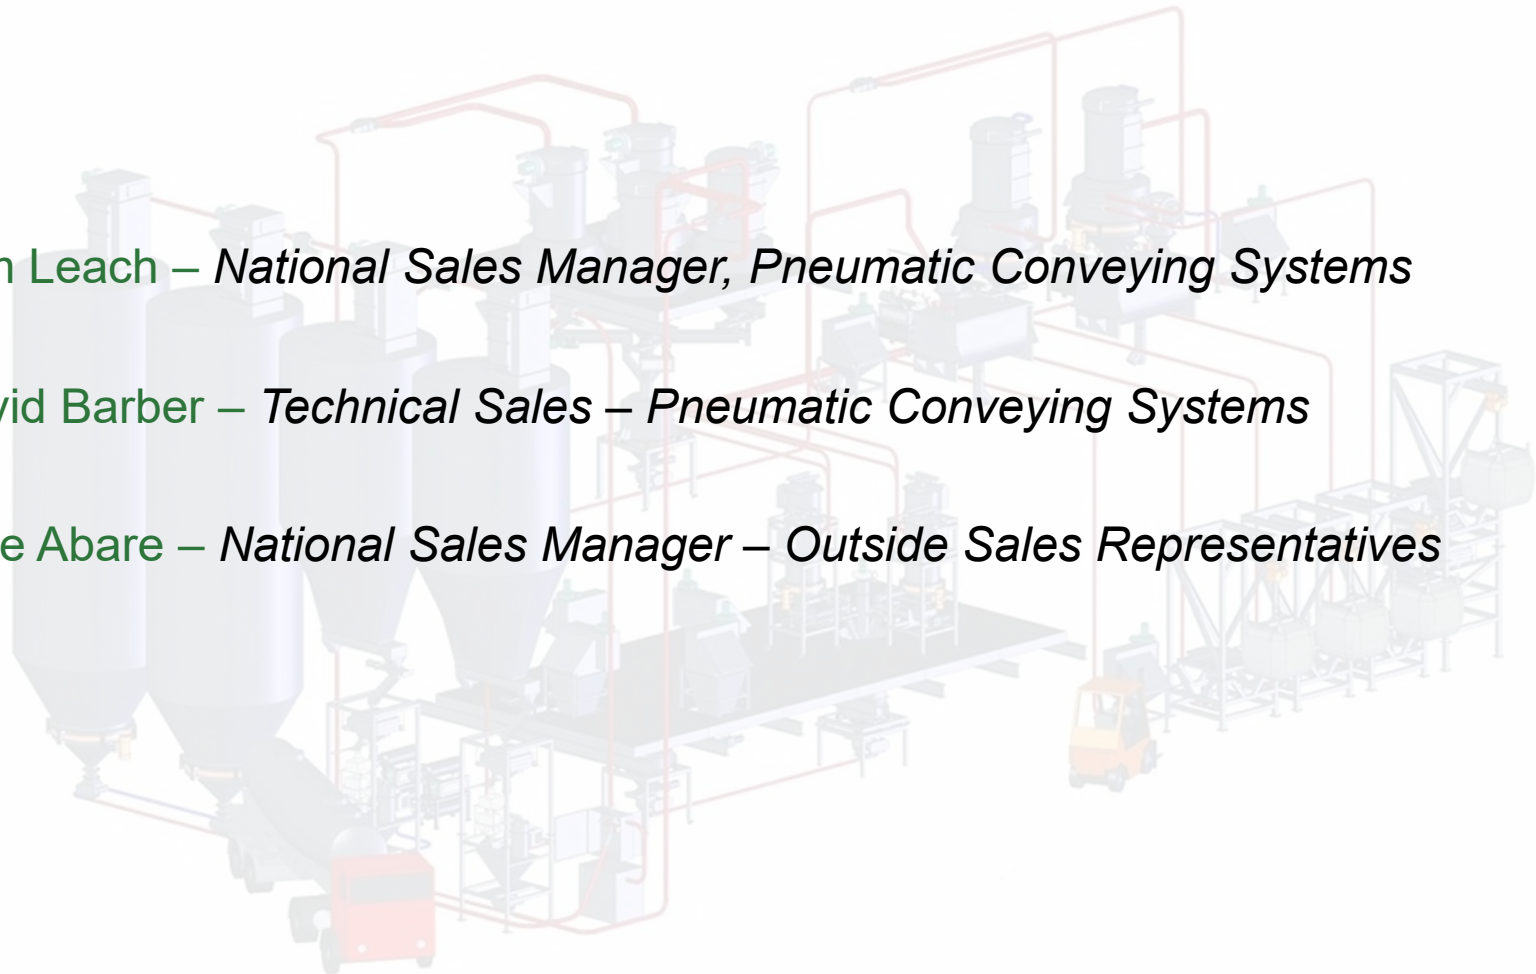 Leach – National Sales Manager, Pneumatic Conveying Systems
Barber – Technical Sales – Pneumatic Conveying Systems
Abare – National Sales Manager – Outside Sales Representatives